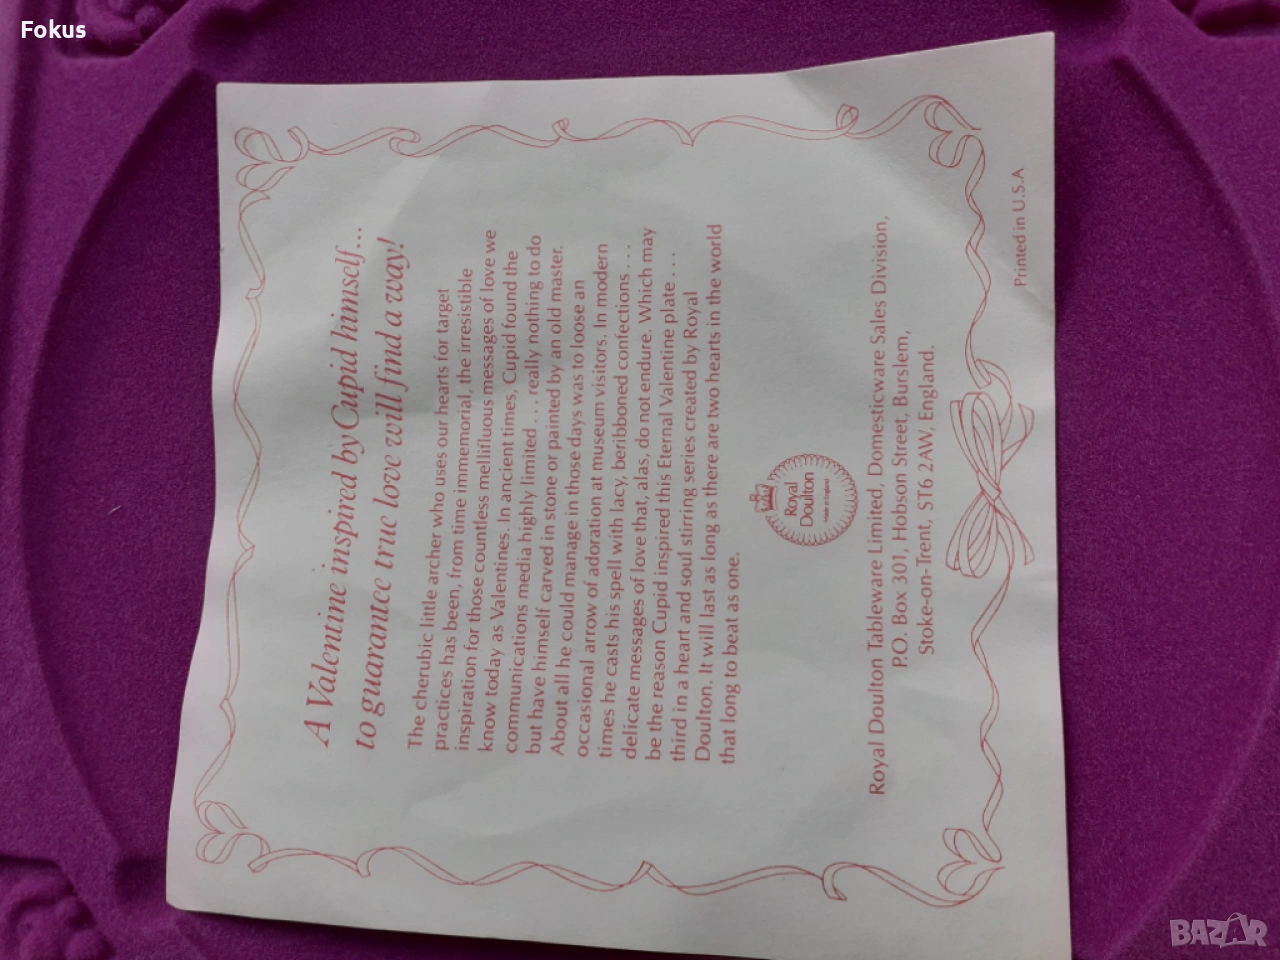 Fokus
A Valentine inspired by Cupid himself...
to guarantee true love will find a way!
The cherubic little archer who uses our hearts for target
practices has been, from time immemorial, the irresistible
inspiration for those countless mellifluous messages of love we
know today as Valentines. In ancient times, Cupid found the
communications media highly limited . . . really nothing to do
but have himself carved in stone or painted by an old master.
About all he could manage in those days was to loose an
occasional arrow of adoration at museum visitors. In modern
times he casts his spell with lacy, beribboned confections . . .
delicate messages of love that, alas, do not endure. Which may
be the reason Cupid inspired this Eternal Valentine plate . . . .
third in a heart and soul stirring series created by Royal
Doulton. It will last as long as there are two hearts in the world
that long to beat as one.
Royal
Doulton
Made in England
Royal Doulton Tableware Limited, Domesticware Sales Division,
P.O. Box 301, Hobson Street, Burslem,
Stoke-on-Trent, ST6 2AW, England.
Printed in U.S.A
BAZAR